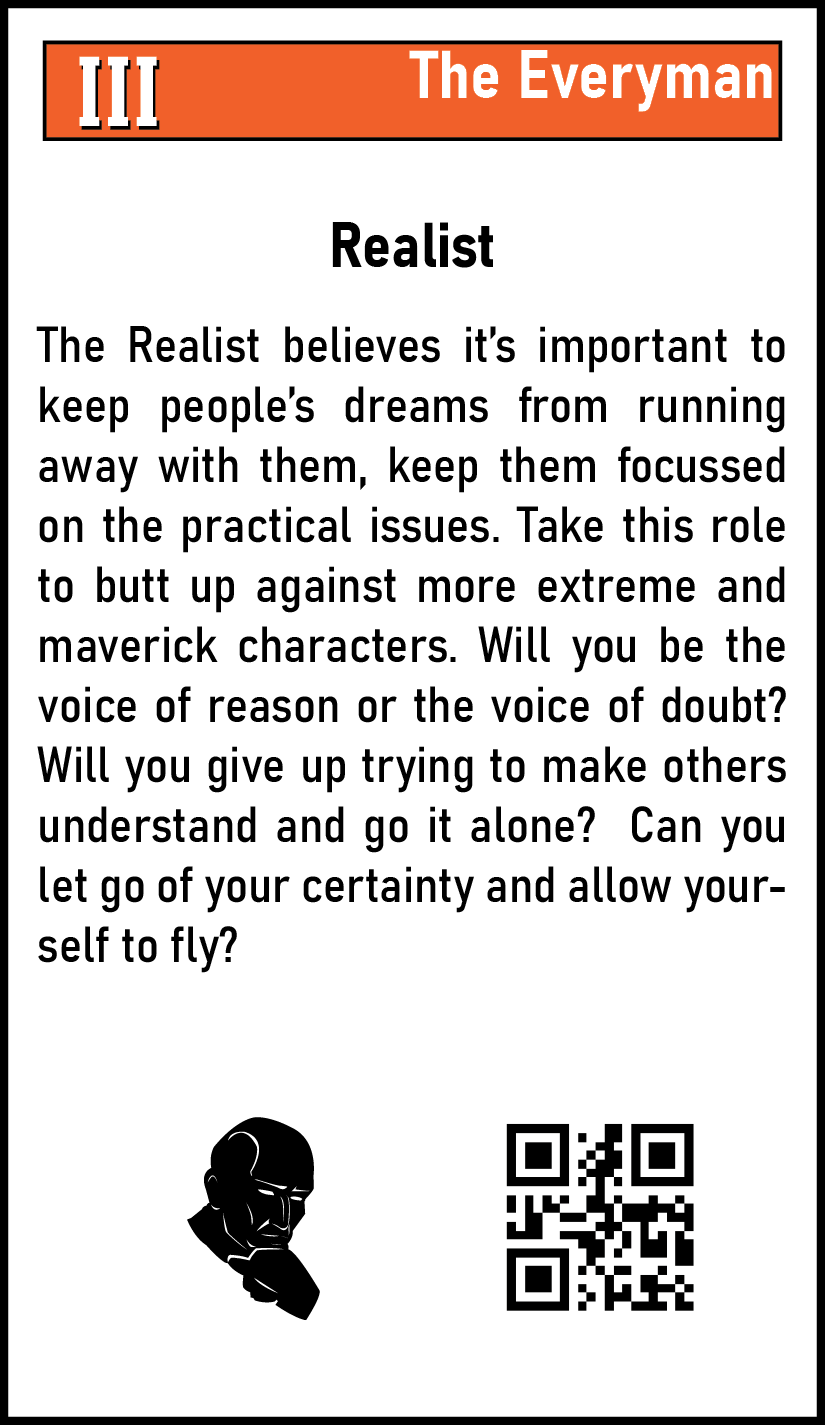 III
The Everyman
Realist
The Realist believes it’s important to
keep people’s dreams from running
away with them, keep them focussed
on the practical issues. Take this role
to butt up against more extreme and
maverick characters. Will you be the
voice of reason or the voice of doubt?
Will you give up trying to make others
understand and go it alone?  Can you
let go of your certainty and allow your-
self to fly?